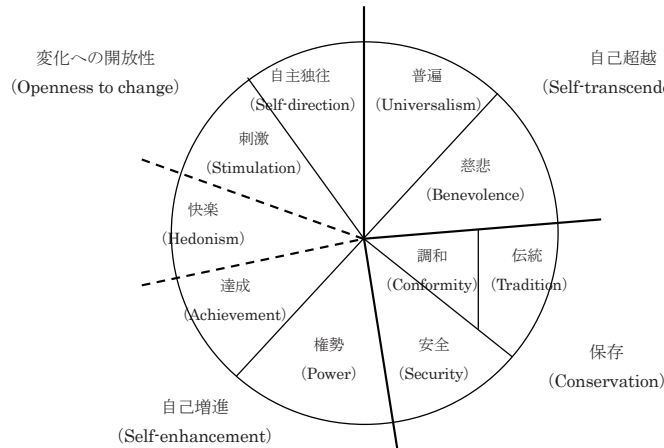 変化への開放性
(Openness to change)
自己超越
(Self-transcende
自主独往
(Self-direction)
普遍
(Universalism)
刺激
(Stimulation)
慈悲
(Benevolence)
快楽
(Hedonism)
調和
(Conformity)
伝統
(Tradition)
達成
(Achievement)
権勢
(Power)
安全
(Security)
保存
(Conservation)
自己増進
(Self-enhancement)